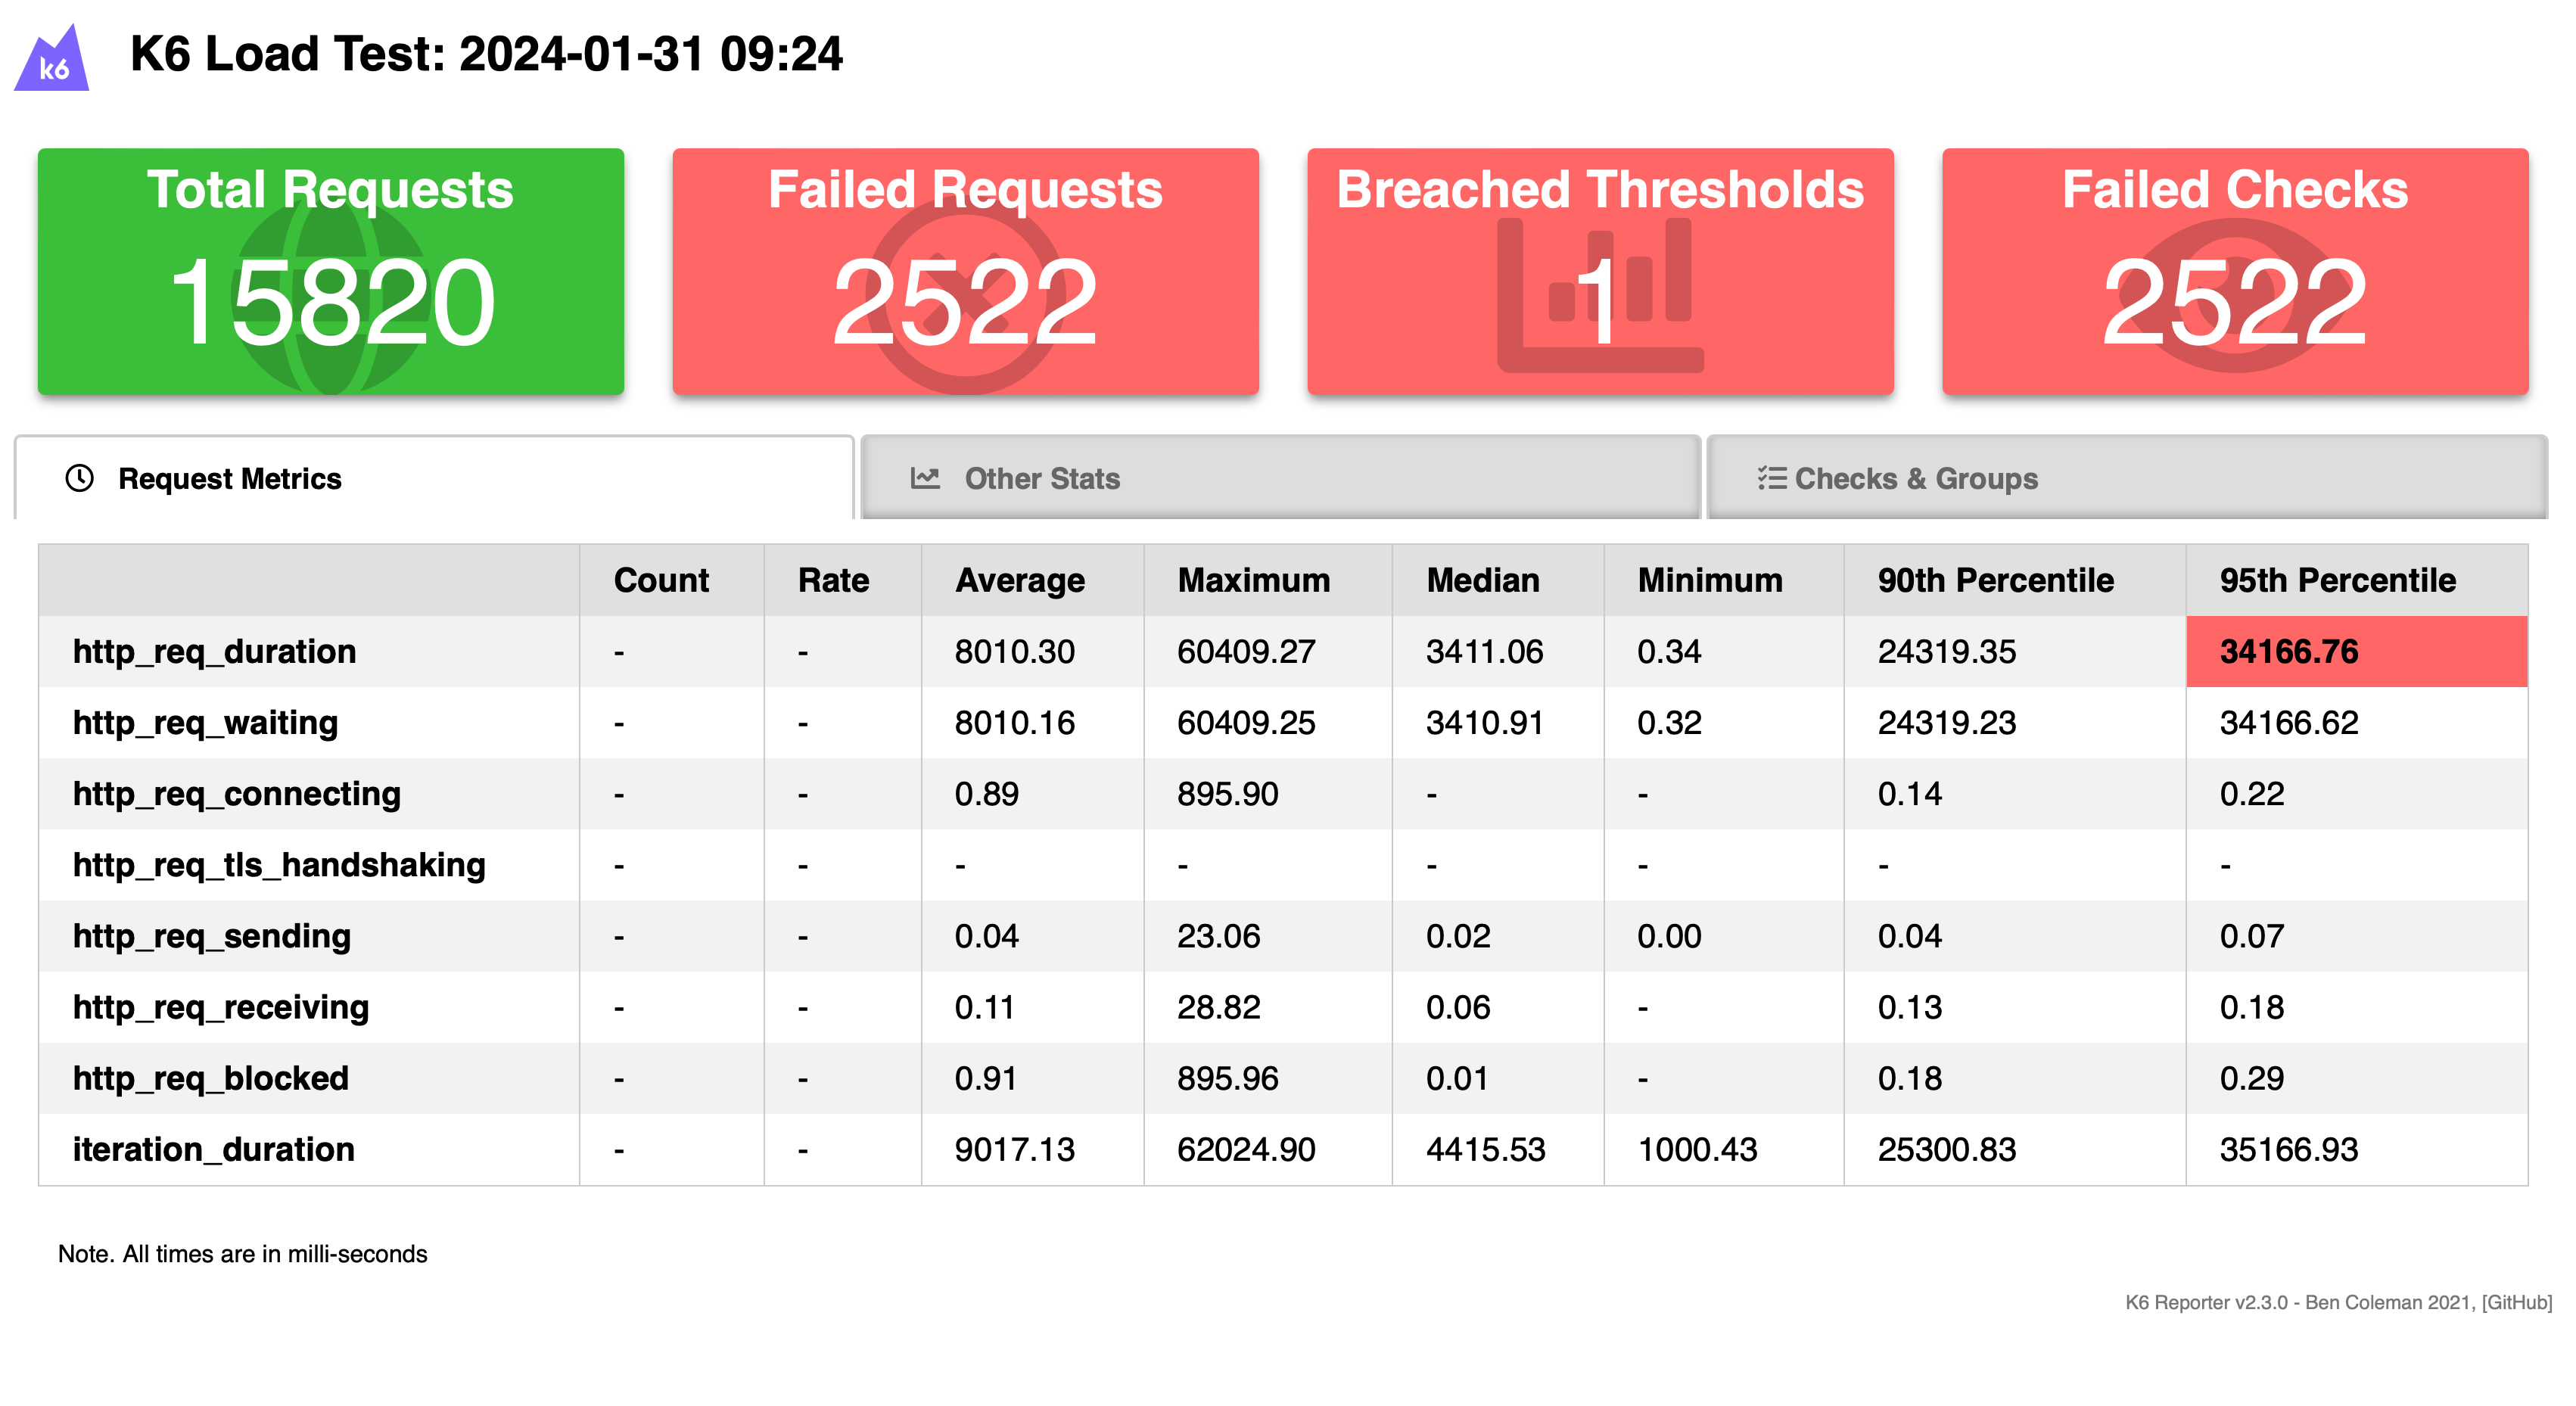 k6
K6 Load Test: 2024-01-31 09:24
Total Requests
15820
Failed Requests
2522
Breached Thresholds
1
Failed Checks
2522
Request Metrics
Other Stats
Checks & Groups
Count Rate Average Maximum Median Minimum 90th Percentile 95th Percentile
http_req_duration - - 8010.30 60409.27 3411.06 0.34 24319.35 34166.76
http_req_waiting - - 8010.16 60409.25 3410.91 0.32 24319.23 34166.62
http_req_connecting - - 0.89 895.90 - - 0.14 0.22
http_req_tls_handshaking - - - - - - - -
http_req_sending - - 0.04 23.06 0.02 0.00 0.04 0.07
http_req_receiving - - 0.11 28.82 0.06 - 0.13 0.18
http_req_blocked - - 0.91 895.96 0.01 - 0.18 0.29
iteration_duration - - 9017.13 62024.90 4415.53 1000.43 25300.83 35166.93
Note. All times are in milli-seconds
K6 Reporter v2.3.0 - Ben Coleman 2021, [GitHub]